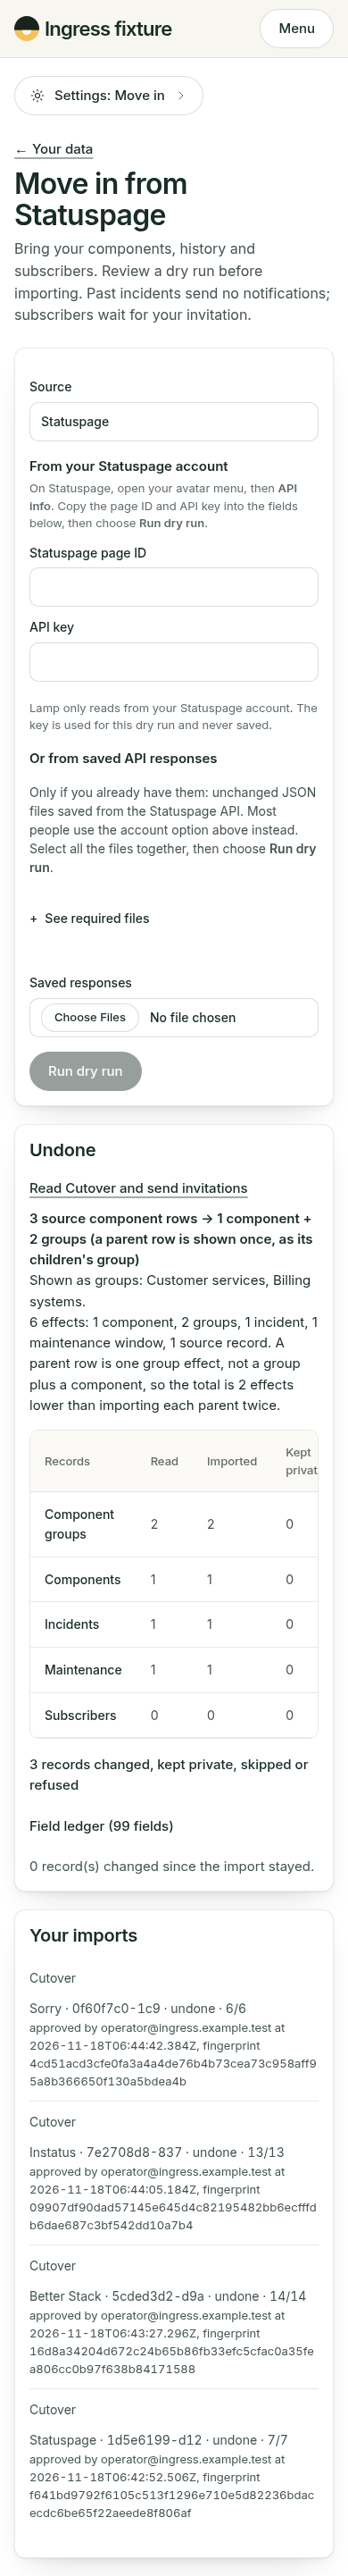 Ingress fixture
Menu
Settings: Move in
← Your data
Move in from
Statuspage
Bring your components, history and
subscribers. Review a dry run before
importing. Past incidents send no notifications;
subscribers wait for your invitation.
Source
Statuspage
From your Statuspage account
On Statuspage, open your avatar menu, then API
info. Copy the page ID and API key into the fields
below, then choose Run dry run.
Statuspage page ID
API key
Lamp only reads from your Statuspage account. The
key is used for this dry run and never saved.
Or from saved API responses
Only if you already have them: unchanged JSON
files saved from the Statuspage API. Most
people use the account option above instead.
Select all the files together, then choose Run dry
run.
+ See required files
Saved responses
Choose Files No file chosen
Run dry run
Undone
Read Cutover and send invitations
3 source component rows → 1 component +
2 groups (a parent row is shown once, as its
children's group)
Shown as groups: Customer services, Billing
systems.
6 effects: 1 component, 2 groups, 1 incident, 1
maintenance window, 1 source record. A
parent row is one group effect, not a group
plus a component, so the total is 2 effects
lower than importing each parent twice.
Records Read Imported Kept privat
Component groups 2 2 0
Components 1 1 0
Incidents 1 1 0
Maintenance 1 1 0
Subscribers 0 0 0
3 records changed, kept private, skipped or
refused
Field ledger (99 fields)
0 record(s) changed since the import stayed.
Your imports
Cutover
Sorry · 0f60f7c0-1c9 · undone · 6/6
approved by operator@ingress.example.test at
2026-11-18T06:44:42.384Z, fingerprint
4cd51acd3cfe0fa3a4a4de76b4b73cea73c958aff9
5a8b366650f130a5bdea4b
Cutover
Instatus · 7e2708d8-837 · undone · 13/13
approved by operator@ingress.example.test at
2026-11-18T06:44:05.184Z, fingerprint
09907df90dad57145e645d4c82195482bb6ecfffd
b6dae687c3bf542dd10a7b4
Cutover
Better Stack · 5cded3d2-d9a · undone · 14/14
approved by operator@ingress.example.test at
2026-11-18T06:43:27.296Z, fingerprint
16d8a34204d672c24b65b86fb33efc5cfac0a35fe
a806cc0b97f638b84171588
Cutover
Statuspage · 1d5e6199-d12 · undone · 7/7
approved by operator@ingress.example.test at
2026-11-18T06:42:52.506Z, fingerprint
f641bd9792f6105c513f1296e710e5d82236bdac
ecdc6be65f22aeede8f806af